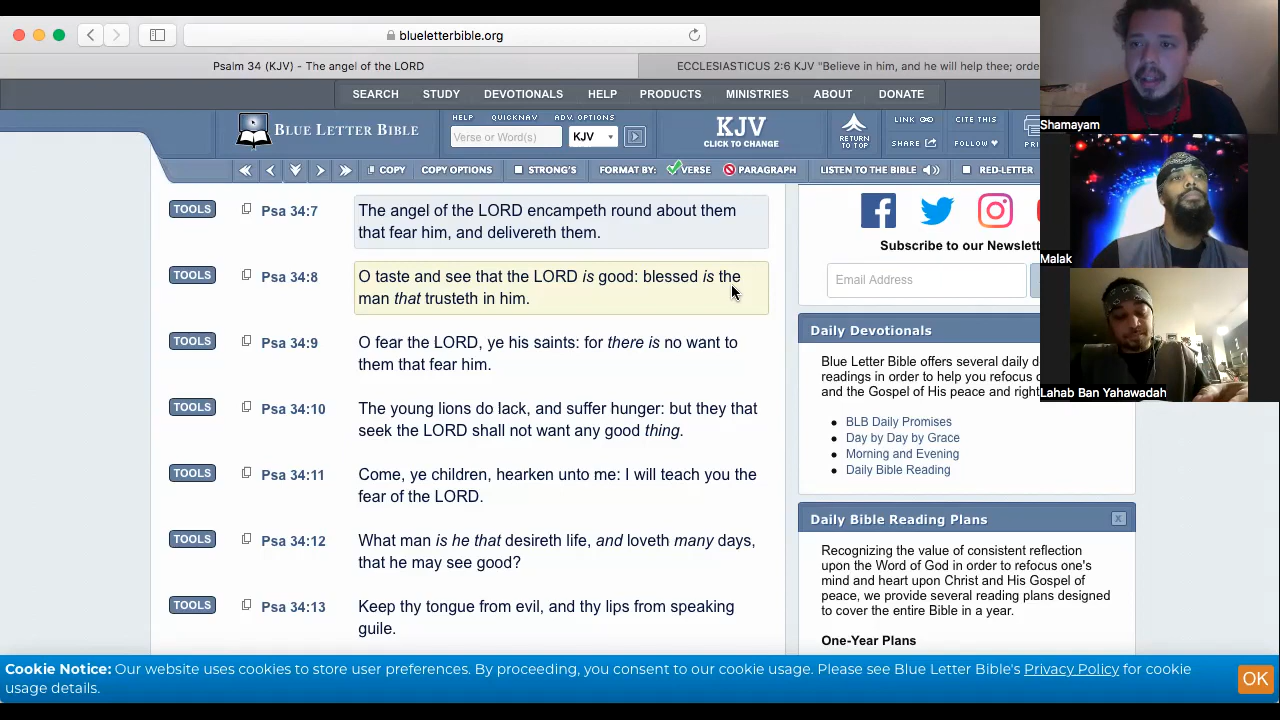 blueletterbible.org
Psalm 34 (KJV) - The angel of the LORD
ECCLESIASTICUS 2:6 KJV "Believe in him, and he will help thee; orde
SEARCH STUDY DEVOTIONALS HELP PRODUCTS MINISTRIES ABOUT DONATE
BLUE LETTER BIBLE
HELP QUICKNAV ADV. OPTIONS
Verse or Word(s) KJV
KJV
CLICK TO CHANGE
RETURN
TO TOP
LINK CITE THIS
SHARE FOLLOW
COPY COPY OPTIONS STRONG'S FORMAT BY: VERSE PARAGRAPH LISTEN TO THE BIBLE RED-LETTER
TOOLS Psa 34:7 The angel of the LORD encampeth round about them
that fear him, and delivereth them.
TOOLS Psa 34:8 O taste and see that the LORD is good: blessed is the
man that trusteth in him.
TOOLS Psa 34:9 O fear the LORD, ye his saints: for there is no want to
them that fear him.
TOOLS Psa 34:10 The young lions do lack, and suffer hunger: but they that
seek the LORD shall not want any good thing.
TOOLS Psa 34:11 Come, ye children, hearken unto me: I will teach you the
fear of the LORD.
TOOLS Psa 34:12 What man is he that desireth life, and loveth many days,
that he may see good?
TOOLS Psa 34:13 Keep thy tongue from evil, and thy lips from speaking
guile.
Subscribe to our Newslett
Email Address
Daily Devotionals
Blue Letter Bible offers several daily d
readings in order to help you refocus
and the Gospel of His peace and right
BLB Daily Promises
Day by Day by Grace
Morning and Evening
Daily Bible Reading
Daily Bible Reading Plans x
Recognizing the value of consistent reflection
upon the Word of God in order to refocus one's
mind and heart upon Christ and His Gospel of
peace, we provide several reading plans designed
to cover the entire Bible in a year.
One-Year Plans
Shamayam
Malak
Lahab Ban Yahawadah
Cookie Notice: Our website uses cookies to store user preferences. By proceeding, you consent to our cookie usage. Please see Blue Letter Bible's Privacy Policy for cookie
usage details.
OK